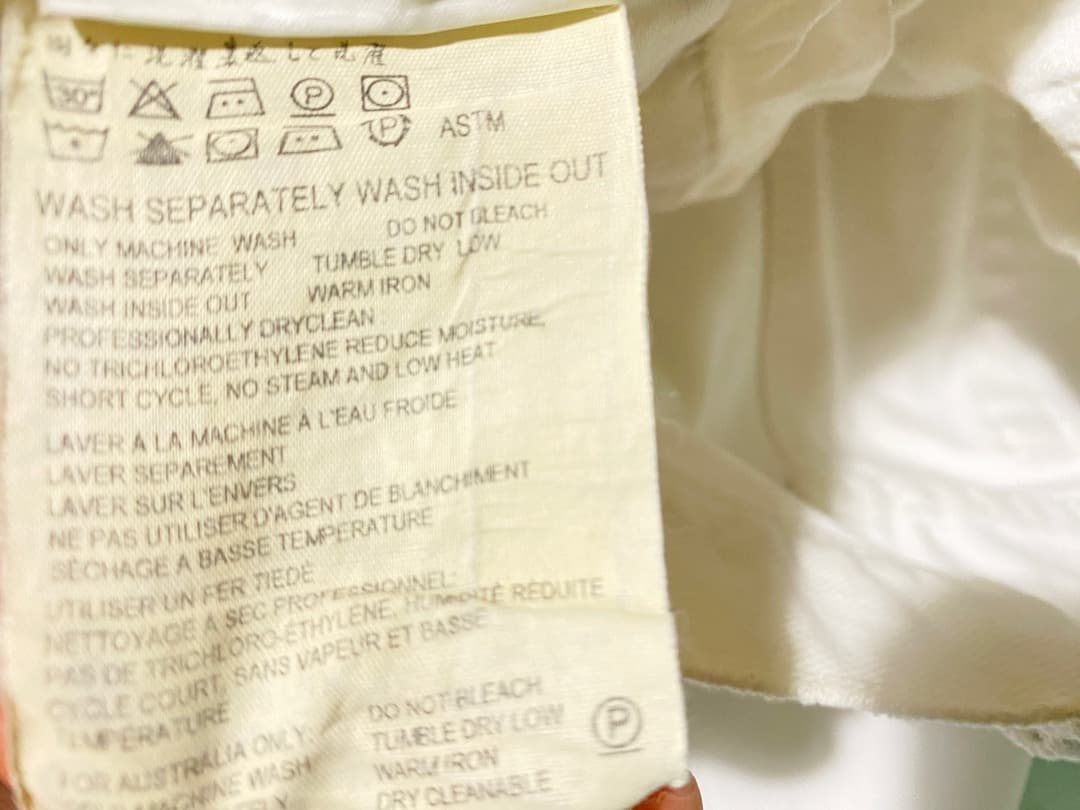 30°
P
P ASTM
WASH SEPARATELY WASH INSIDE OUT
ONLY MACHINE WASH DO NOT BLEACH
WASH SEPARATELY TUMBLE DRY LOW
WASH INSIDE OUT WARM IRON
PROFESSIONALLY DRYCLEAN
NO TRICHLOROETHYLENE REDUCE MOISTURE,
SHORT CYCLE, NO STEAM AND LOW HEAT
LAVER À LA MACHINE À L'EAU FROIDE
LAVER SEPAREMENT
LAVER SUR L'ENVERS
NE PAS UTILISER D'AGENT DE BLANCHIMENT
SÉCHAGE A BASSE TEMPERATURE
UTILISER UN FER TIEDE
NETTOYAGE À SEC PROFESSIONNEL:
PAS DE TRICHLORO-ÉTHYLÈNE, HUMIDITÉ RÉDUITE
CYCLE COURT, SANS VAPEUR ET BASSE
TEMPERATURE
FOR AUSTRALIA ONLY: DO NOT BLEACH
MACHINE WASH TUMBLE DRY LOW
WARM IRON
DRY CLEANABLE
P